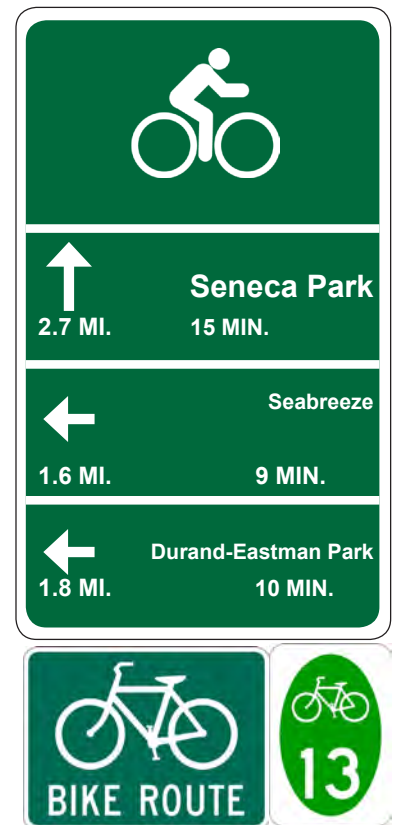 Seneca Park
2.7 MI. 15 MIN.
Seabreeze
1.6 MI. 9 MIN.
Durand-Eastman Park
1.8 MI. 10 MIN.
BIKE ROUTE
13